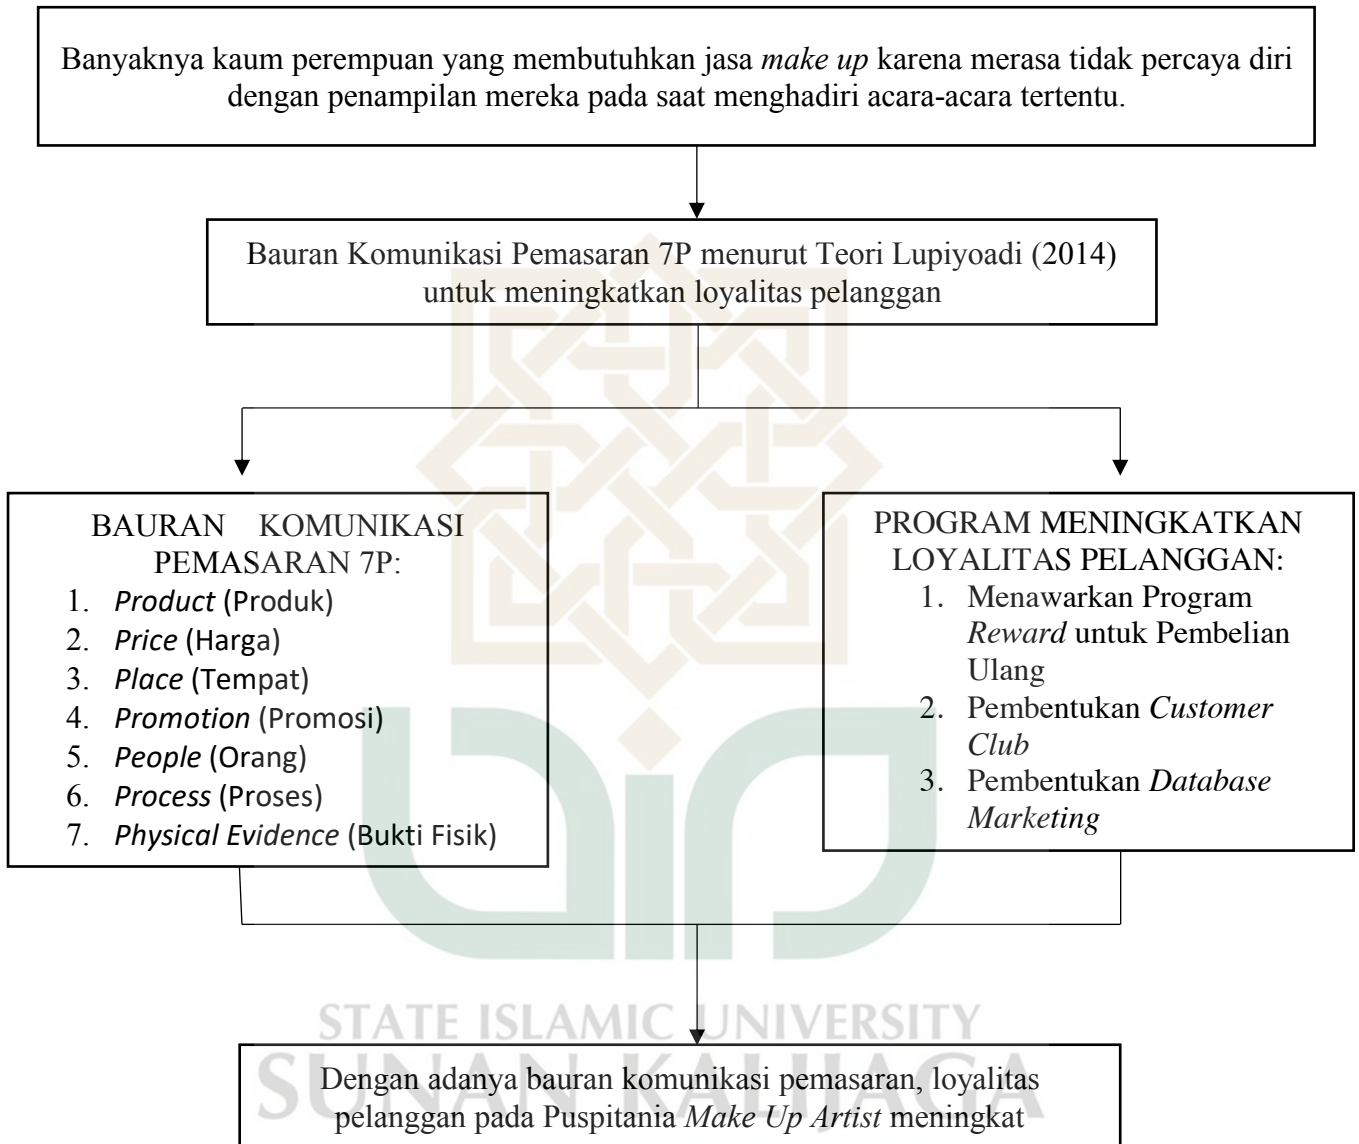 Banyaknya kaum perempuan yang membutuhkan jasa make up karena merasa tidak percaya diri
dengan penampilan mereka pada saat menghadiri acara-acara tertentu.
Bauran Komunikasi Pemasaran 7P menurut Teori Lupiyoadi (2014)
untuk meningkatkan loyalitas pelanggan
BAURAN KOMUNIKASI
PEMASARAN 7P:
1. Product (Produk)
2. Price (Harga)
3. Place (Tempat)
4. Promotion (Promosi)
5. People (Orang)
6. Process (Proses)
7. Physical Evidence (Bukti Fisik)
PROGRAM MENINGKATKAN
LOYALITAS PELANGGAN:
1. Menawarkan Program
Reward untuk Pembelian
Ulang
2. Pembentukan Customer
Club
3. Pembentukan Database
Marketing
STATE ISLAMIC UNIVERSITY
SUNAN KALIJAGA
Dengan adanya bauran komunikasi pemasaran, loyalitas
pelanggan pada Puspitania Make Up Artist meningkat